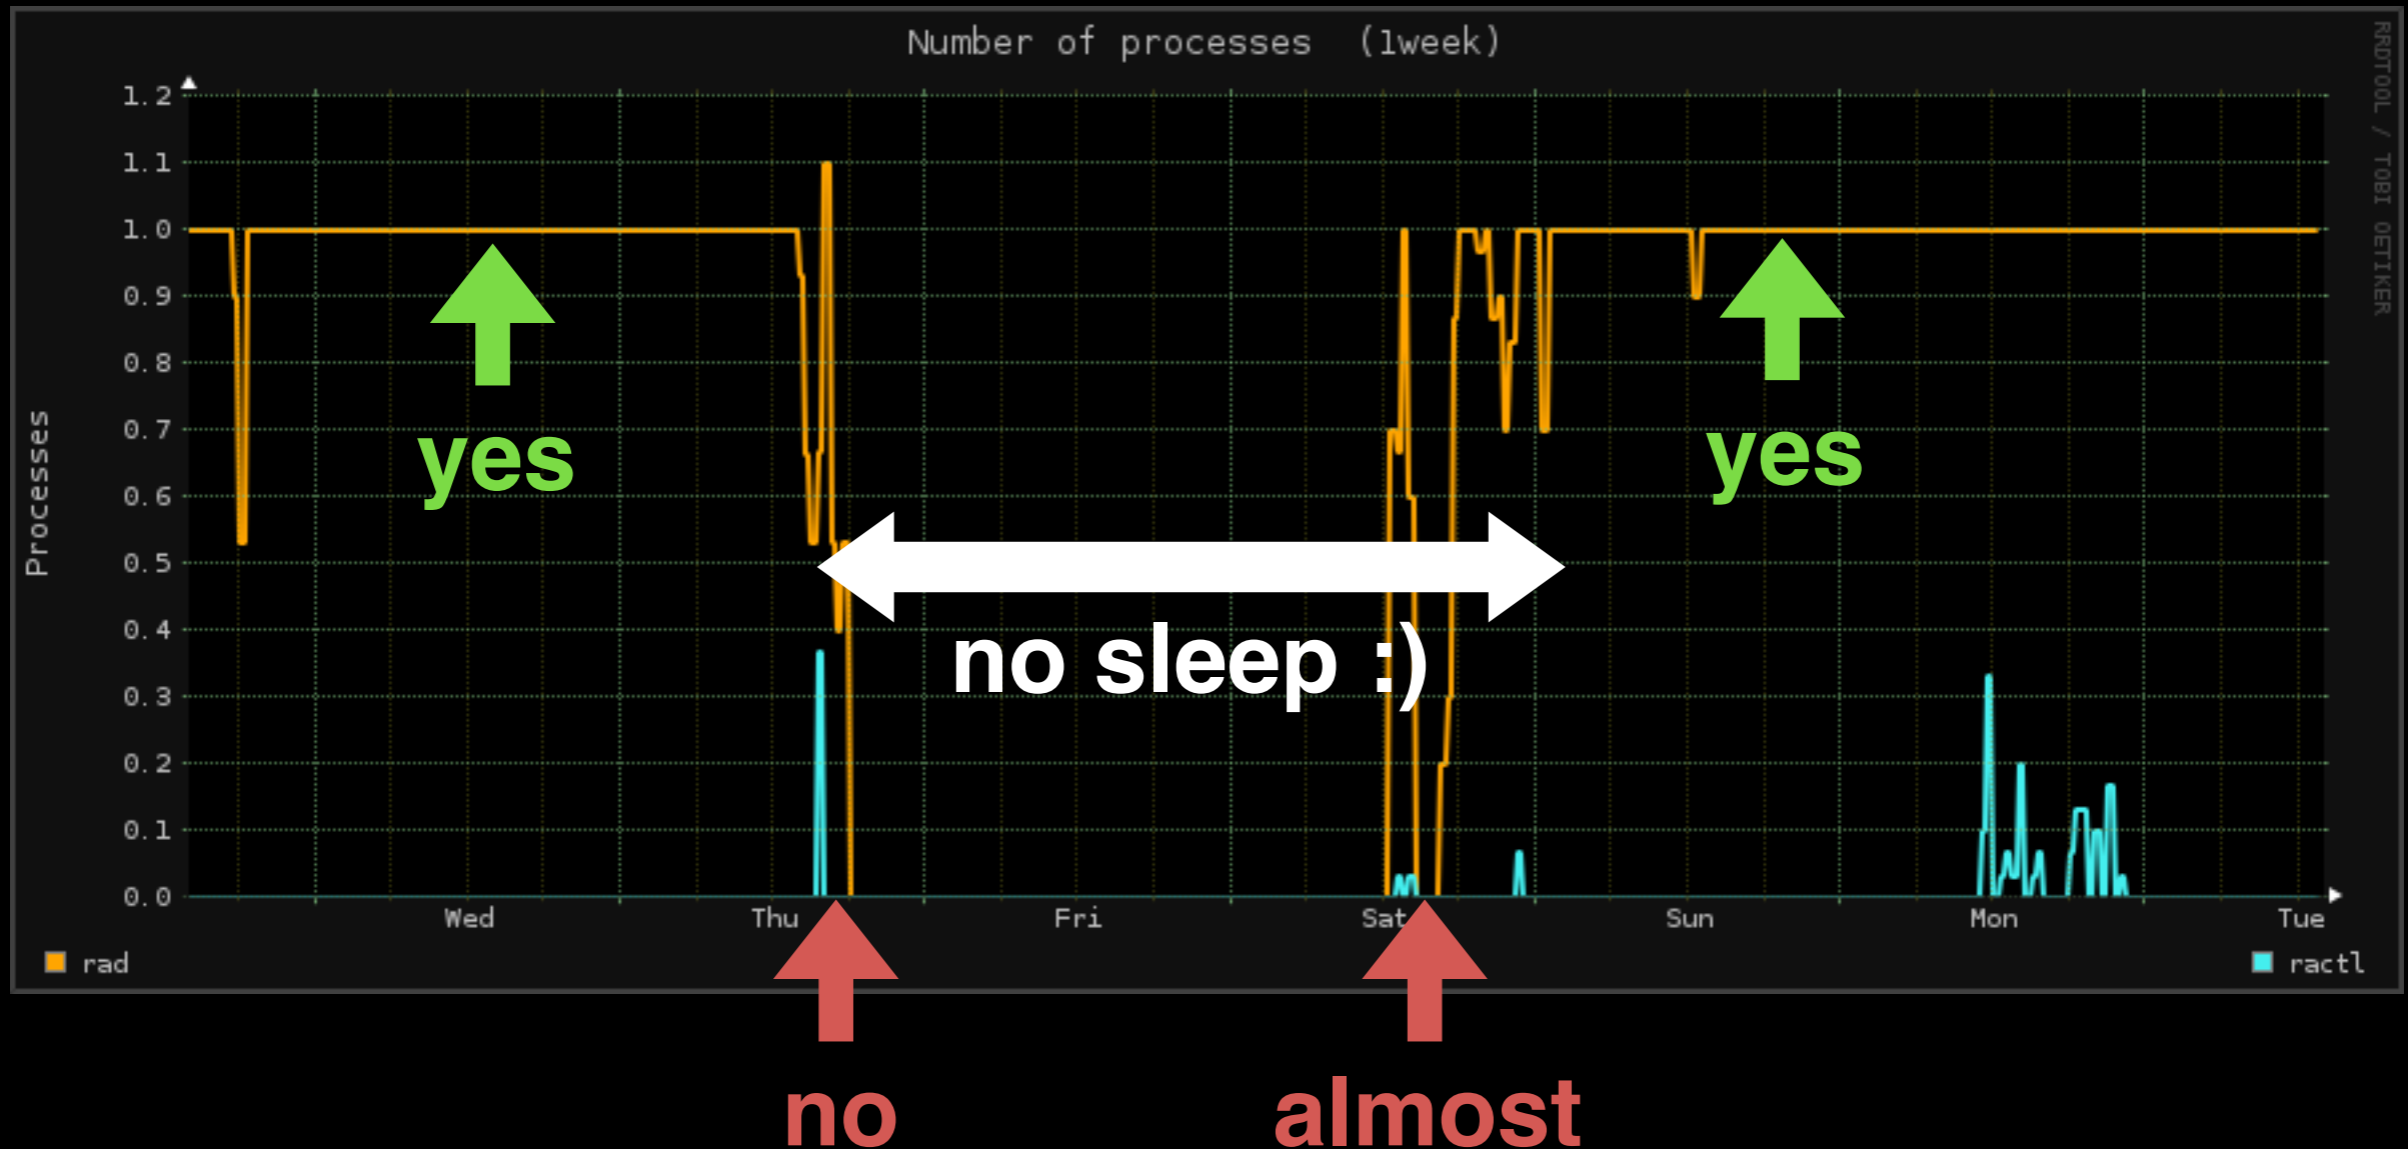 Number of processes (1week)
RRDTOOL / TOBI OETIKER
Processes
1.2
1.1
1.0
0.9
0.8
0.7
0.6
0.5
0.4
0.3
0.2
0.1
0.0
yes
yes
no sleep :)
Wed Thu Fri Sat Sun Mon Tue
rad ractl
no almost